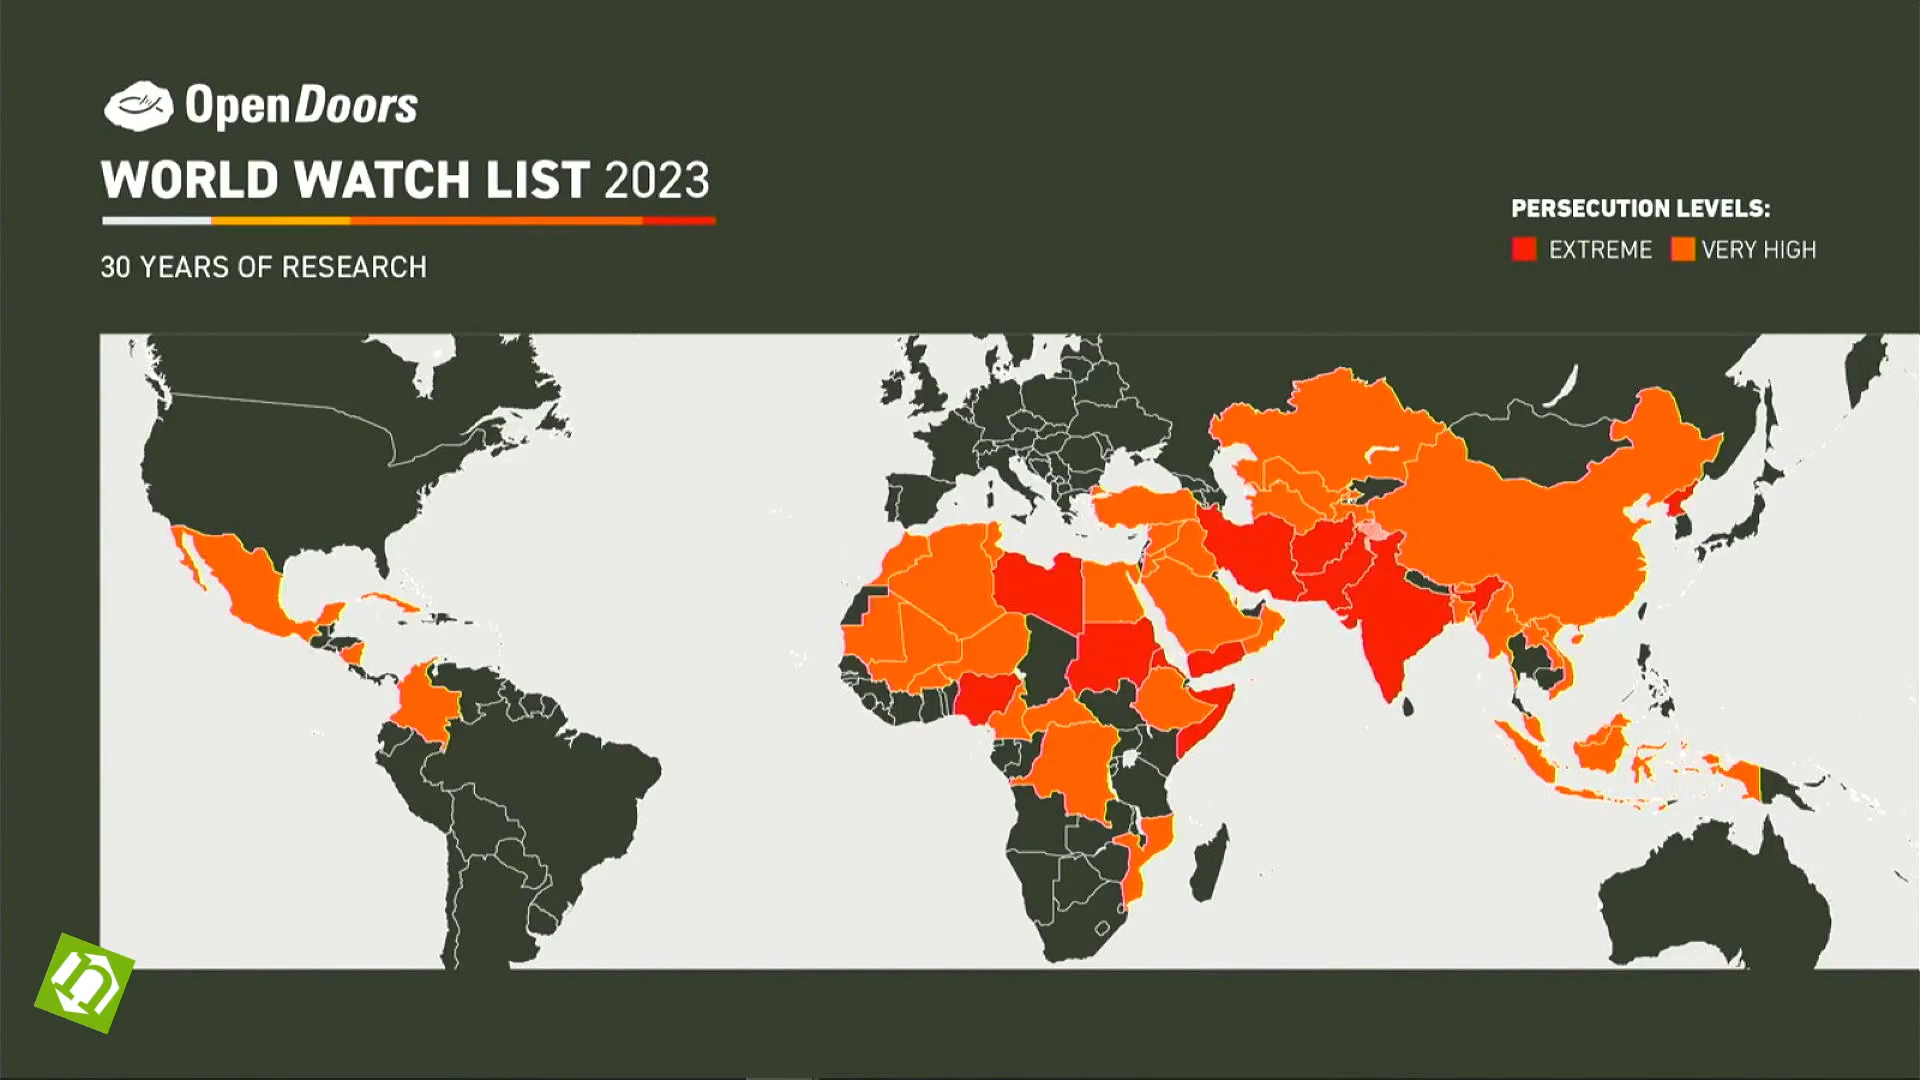 OpenDoors
WORLD WATCH LIST 2023
30 YEARS OF RESEARCH
PERSECUTION LEVELS:
EXTREME VERY HIGH
n